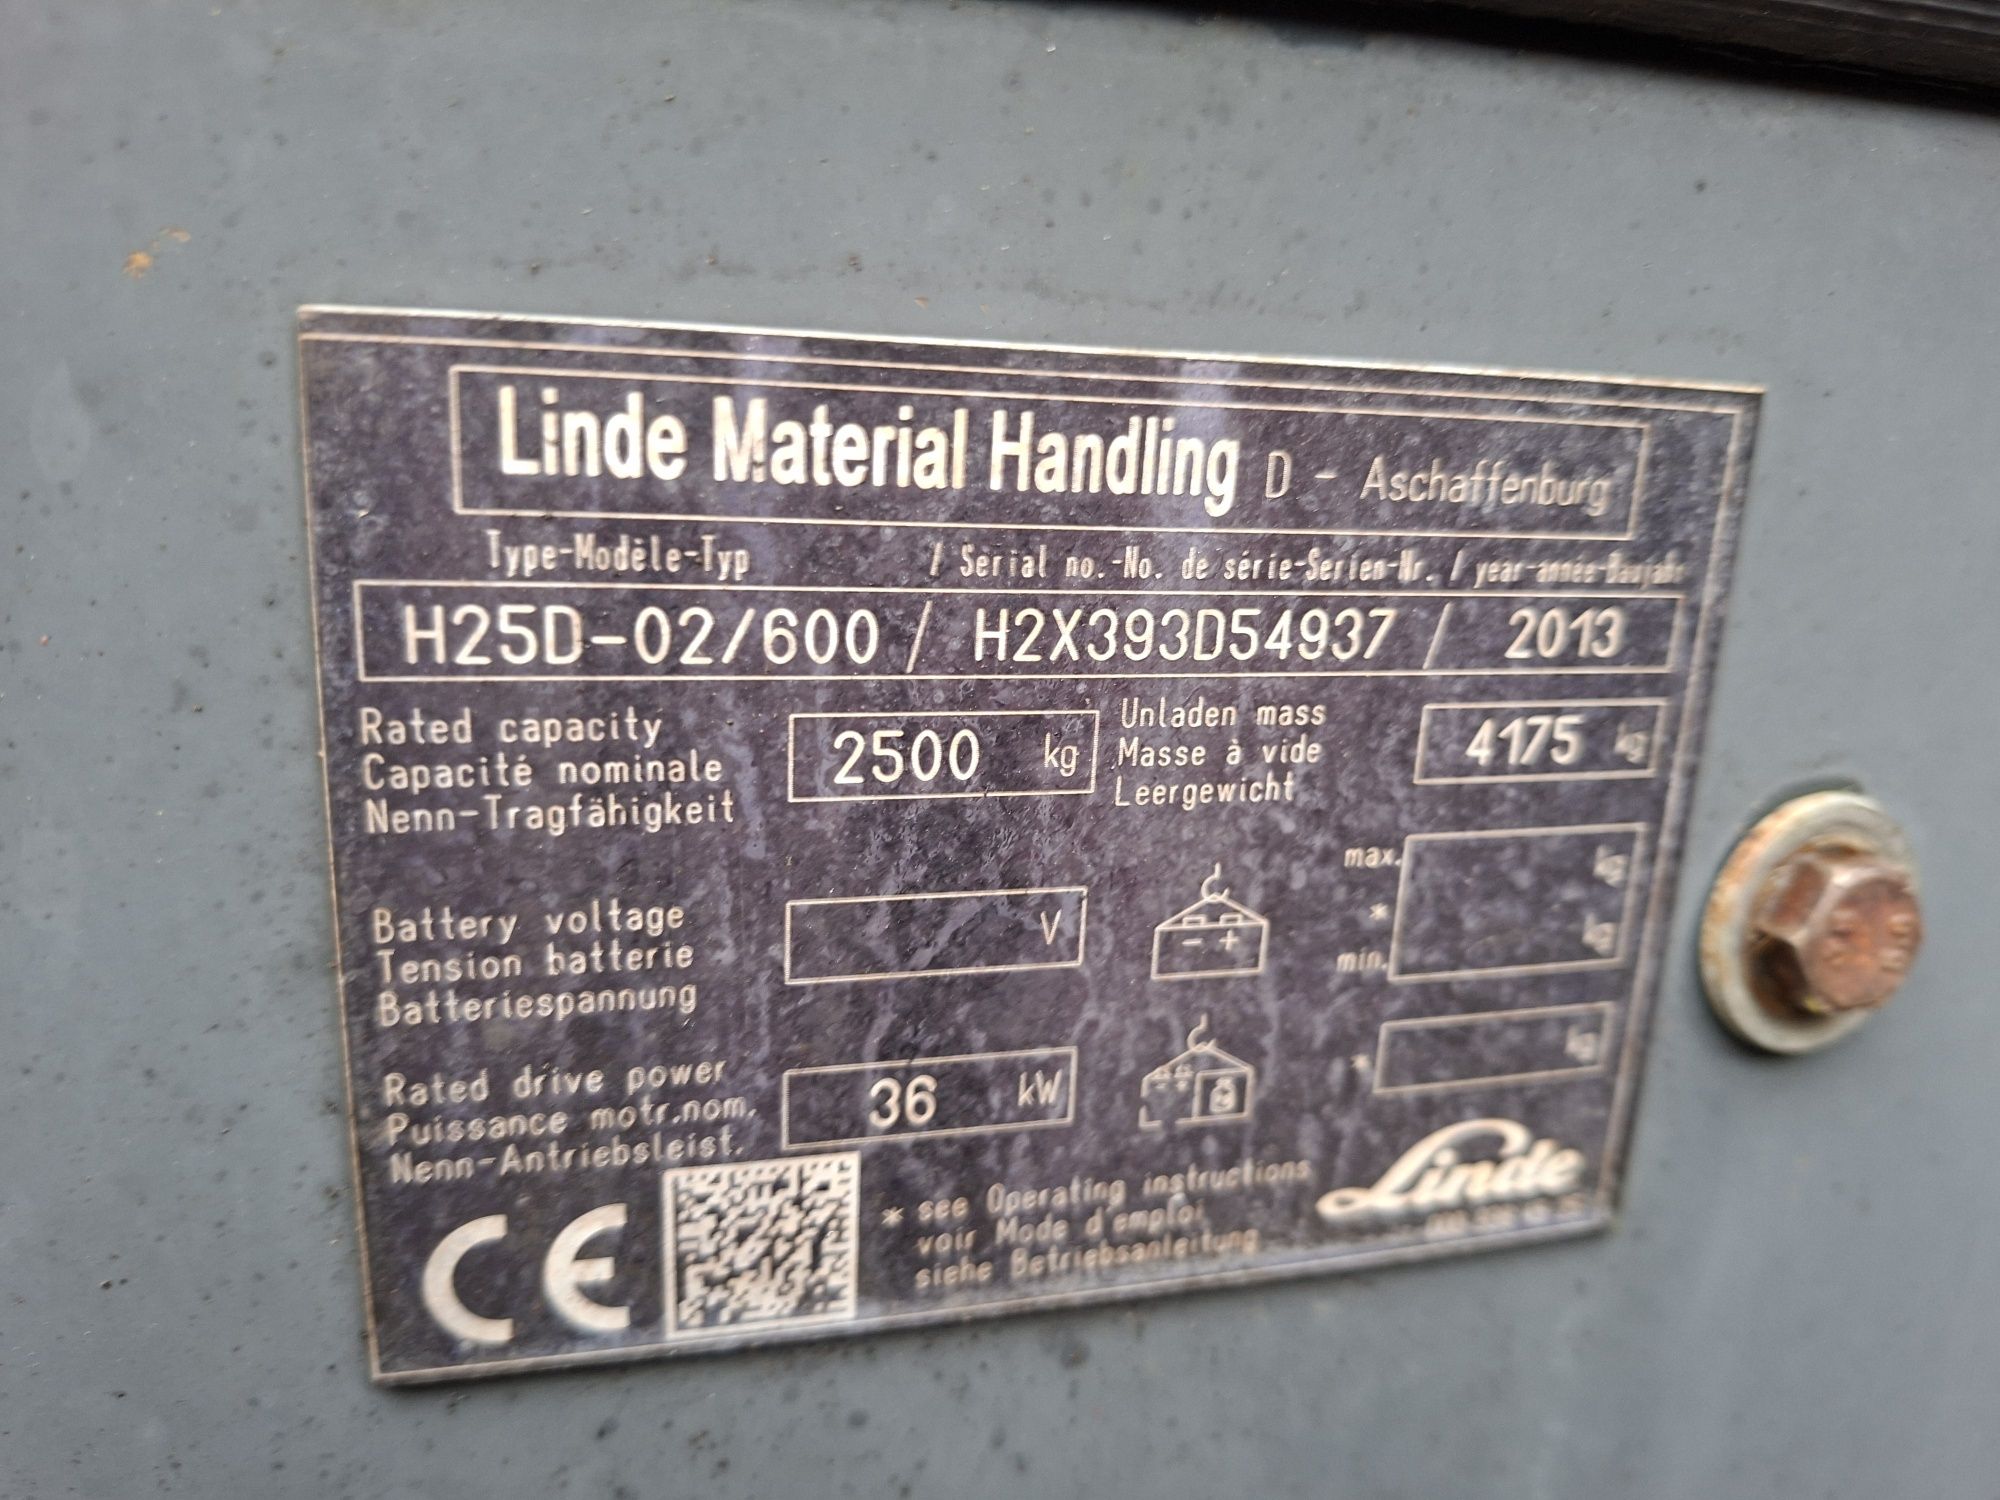 Linde Material Handling D - Aschaffenburg
Type-Modèle-Typ / Serial no.-No. de série-Serien-Nr. / year-année-Baujahr
H25D-02/600 / H2X393D54937 / 2013
Rated capacity
Capacité nominale
Nenn-Tragfähigkeit
2500 kg
Unladen mass
Masse à vide
Leergewicht
4175 kg
Battery voltage
Tension batterie
Batteriespannung
V
- +
max. kg
*
min. kg
Rated drive power
Puissance motr.nom.
Nenn-Antriebsleist.
36 kW
* kg
CE
* see Operating instructions
voir Mode d'emploi
siehe Betriebsanleitung
Linde